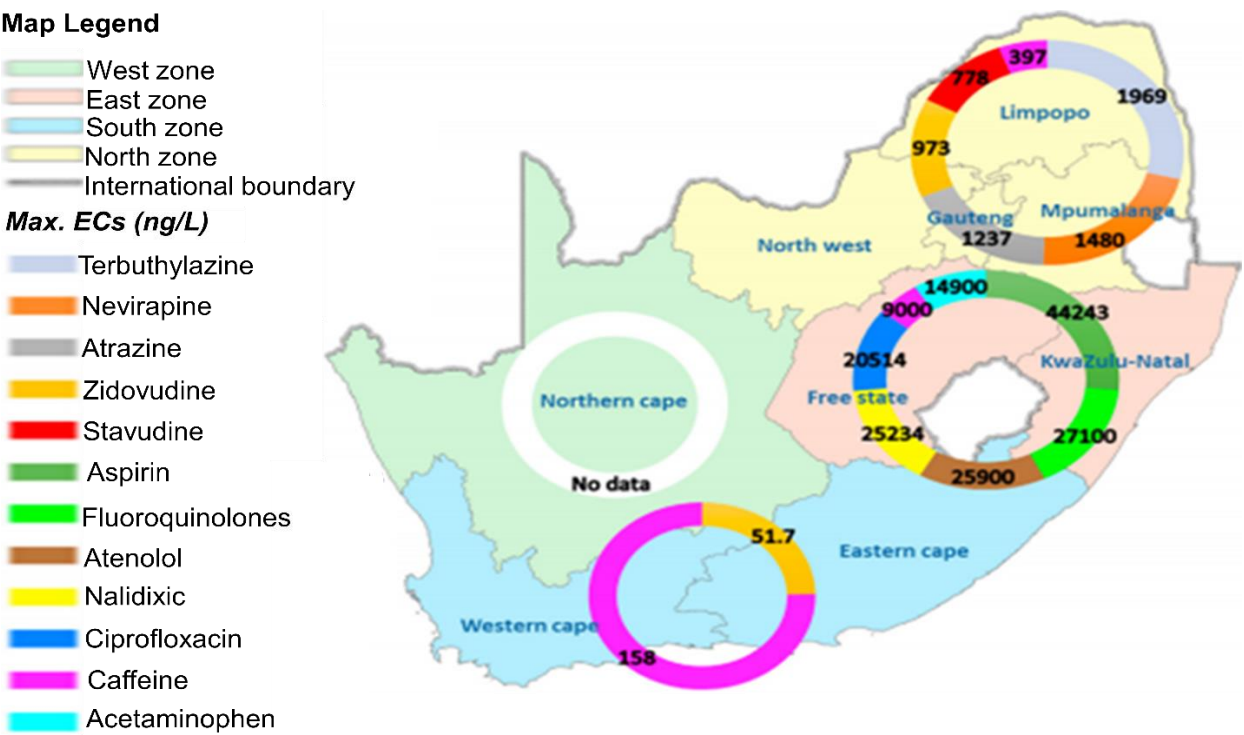 Map Legend
West zone
East zone
South zone
North zone
International boundary
Max. ECs (ng/L)
Terbuthylazine
Nevirapine
Atrazine
Zidovudine
Stavudine
Aspirin
Fluoroquinolones
Atenolol
Nalidixic
Ciprofloxacin
Caffeine
Acetaminophen
397
778
1969
Limpopo
973
Gauteng
Mpumalanga
1237
1480
North west
14900
9000
44243
20514
KwaZulu-Natal
Free state
25234
27100
25900
Northern cape
No data
51.7
Eastern cape
Western cape
158